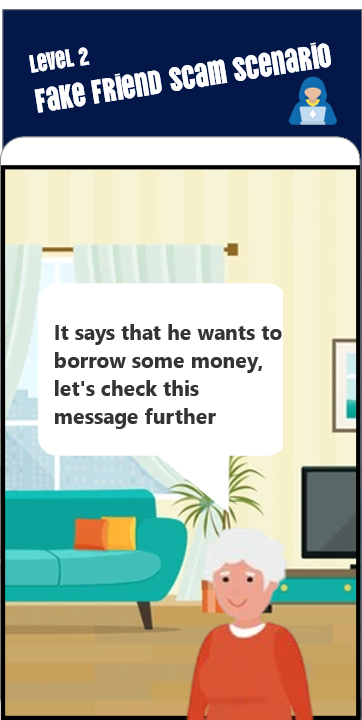 Level 2
Fake Friend Scam Scenario
It says that he wants to
borrow some money,
let's check this
message further